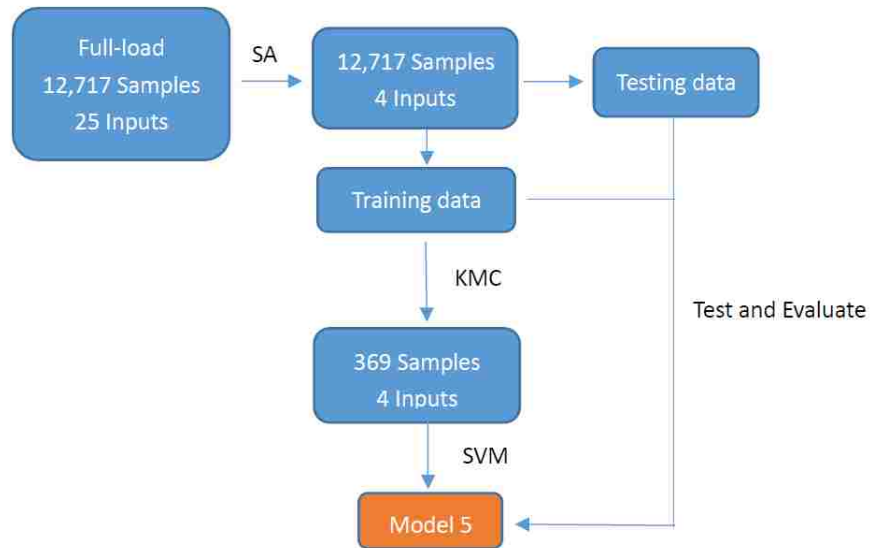 Full-load
12,717 Samples
25 Inputs
SA
12,717 Samples
4 Inputs
Testing data
Training data
KMC
Test and Evaluate
369 Samples
4 Inputs
SVM
Model 5